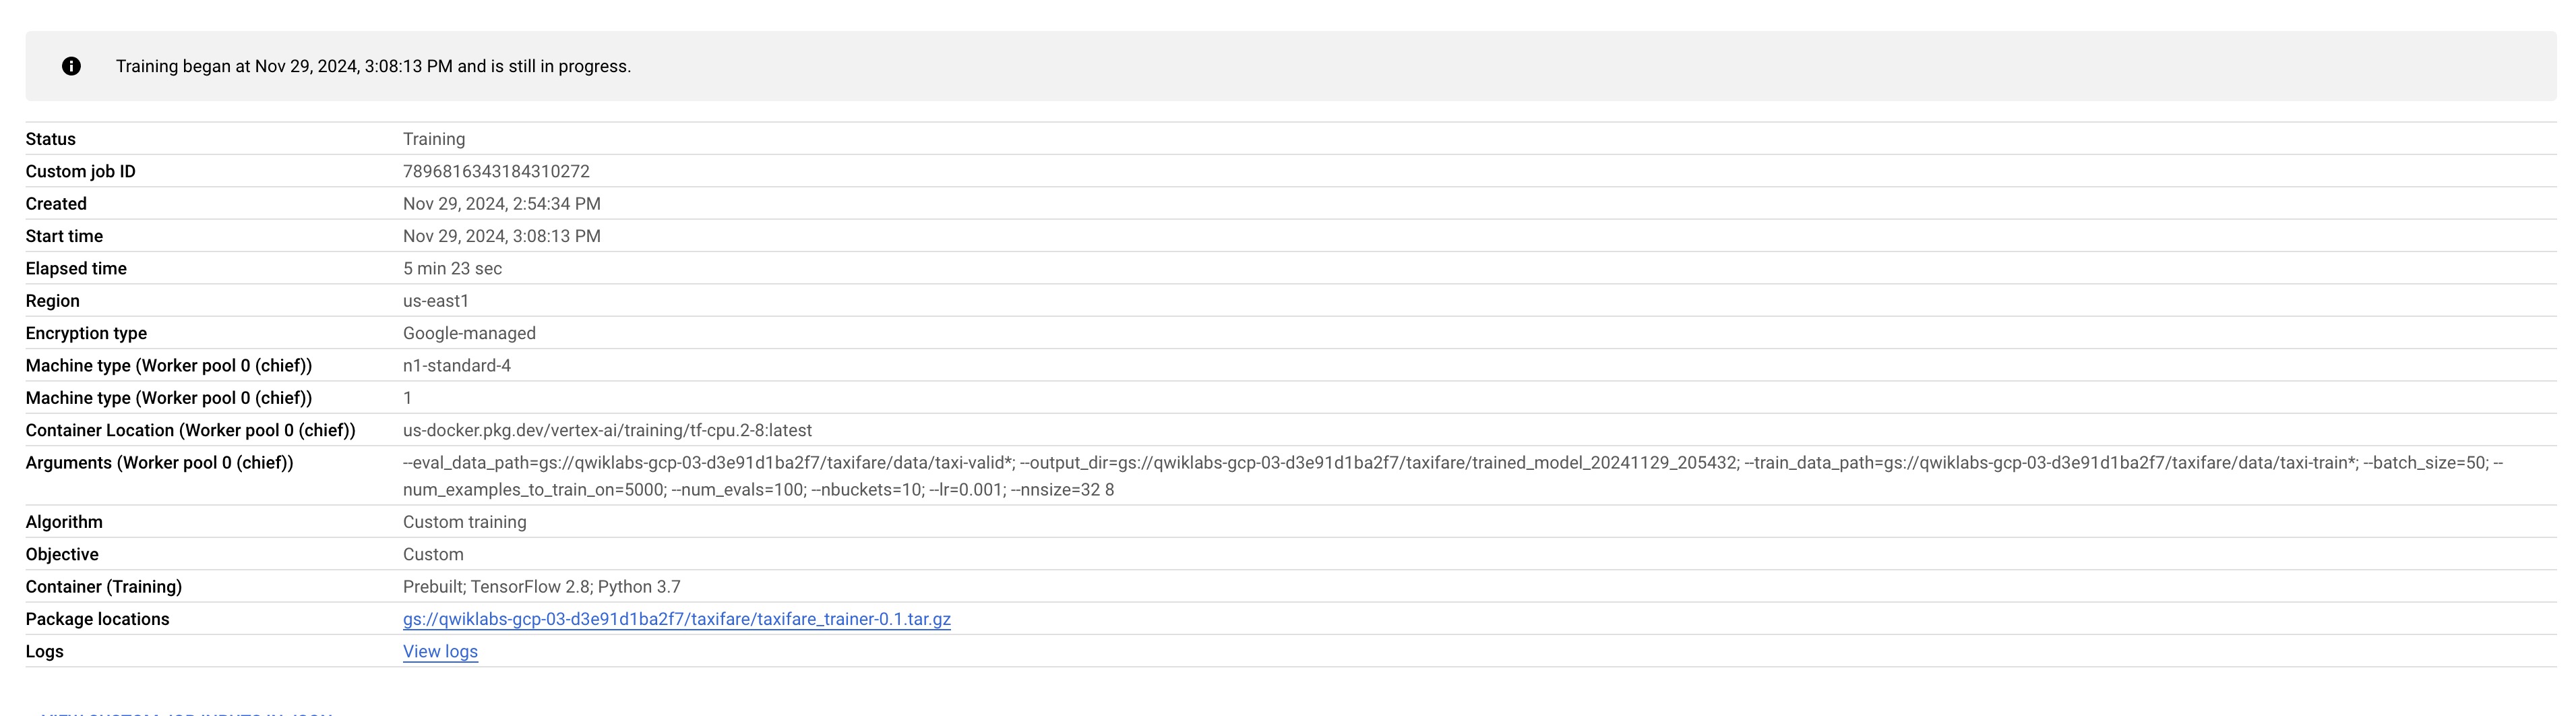 Training began at Nov 29, 2024, 3:08:13 PM and is still in progress.
Status Training
Custom job ID 7896816343184310272
Created Nov 29, 2024, 2:54:34 PM
Start time Nov 29, 2024, 3:08:13 PM
Elapsed time 5 min 23 sec
Region us-east1
Encryption type Google-managed
Machine type (Worker pool 0 (chief)) n1-standard-4
Machine type (Worker pool 0 (chief)) 1
Container Location (Worker pool 0 (chief)) us-docker.pkg.dev/vertex-ai/training/tf-cpu.2-8:latest
Arguments (Worker pool 0 (chief)) --eval_data_path=gs://qwiklabs-gcp-03-d3e91d1ba2f7/taxifare/data/taxi-valid*; --output_dir=gs://qwiklabs-gcp-03-d3e91d1ba2f7/taxifare/trained_model_20241129_205432; --train_data_path=gs://qwiklabs-gcp-03-d3e91d1ba2f7/taxifare/data/taxi-train*; --batch_size=50; --
num_examples_to_train_on=5000; --num_evals=100; --nbuckets=10; --lr=0.001; --nnsize=32 8
Algorithm Custom training
Objective Custom
Container (Training) Prebuilt; TensorFlow 2.8; Python 3.7
Package locations gs://qwiklabs-gcp-03-d3e91d1ba2f7/taxifare/taxifare_trainer-0.1.tar.gz
Logs View logs